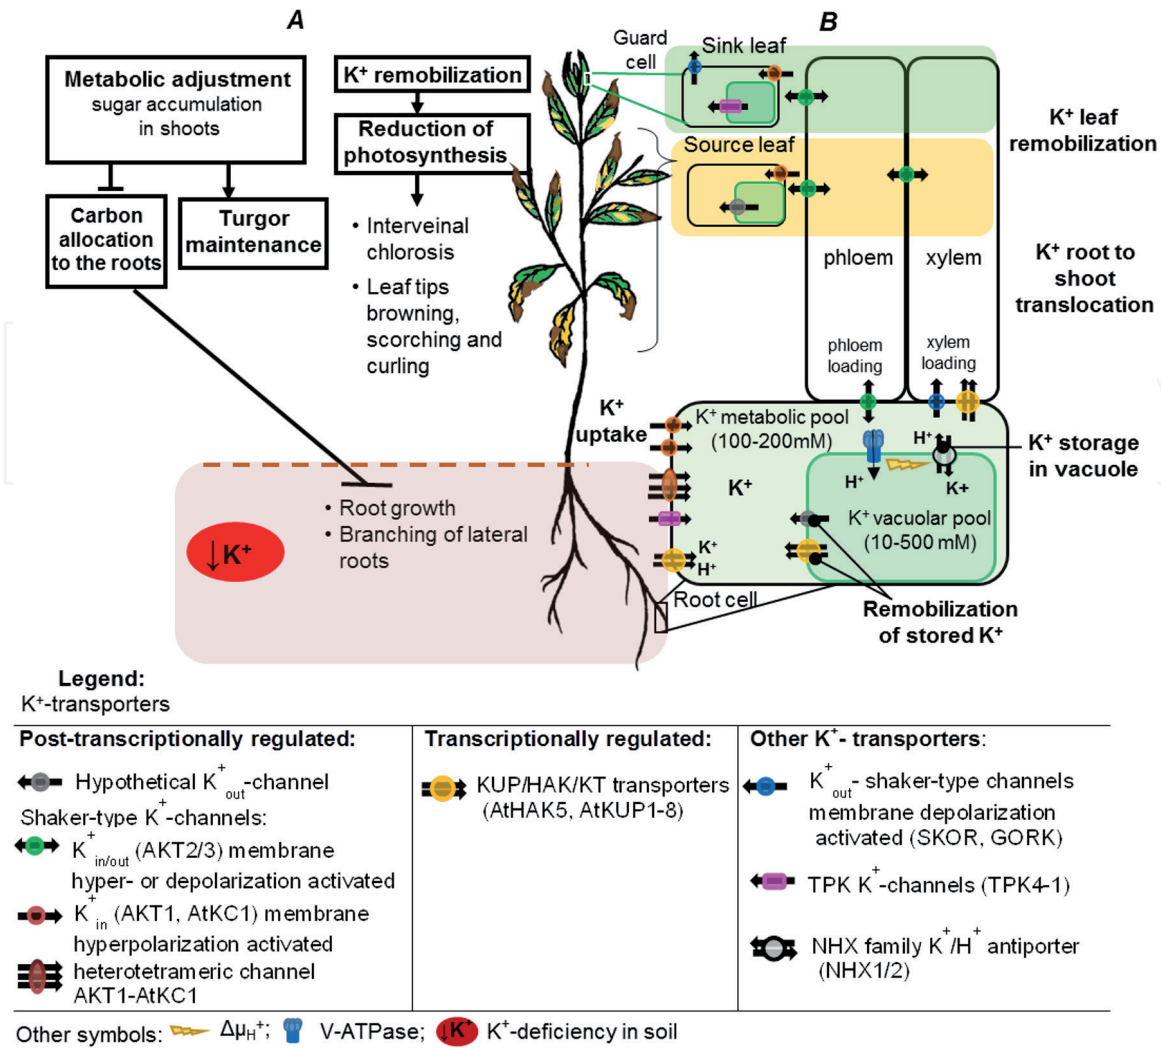 A
B
Metabolic adjustment
sugar accumulation
in shoots
Carbon
allocation
to the roots
Turgor
maintenance
K⁺ remobilization
Reduction of
photosynthesis
• Interveinal
chlorosis
• Leaf tips
browning,
scorching and
curling
Guard
cell
Sink leaf
Source leaf
K⁺ leaf
remobilization
phloem
xylem
K⁺ root to
shoot
translocation
phloem
loading
xylem
loading
K⁺
uptake
K⁺ metabolic pool
(100-200mM)
K⁺
H⁺
H⁺
K+
K⁺ storage
in vacuole
K⁺ vacuolar pool
(10-500 mM)
K⁺
H⁺
Root cell
Remobilization
of stored K⁺
• Root growth
• Branching of lateral
roots
↓K⁺
Legend:
K⁺-transporters
Post-transcriptionally regulated:
Hypothetical K⁺out-channel
Shaker-type K⁺-channels:
K⁺in/out (AKT2/3) membrane
hyper- or depolarization activated
K⁺in (AKT1, AtKC1) membrane
hyperpolarization activated
heterotetrameric channel
AKT1-AtKC1
Transcriptionally regulated:
KUP/HAK/KT transporters
(AtHAK5, AtKUP1-8)
Other K⁺- transporters:
K⁺out- shaker-type channels
membrane depolarization
activated (SKOR, GORK)
TPK K⁺-channels (TPK4-1)
NHX family K⁺/H⁺ antiporter
(NHX1/2)
Other symbols: ΔμH⁺; V-ATPase; ↓K⁺ K⁺-deficiency in soil